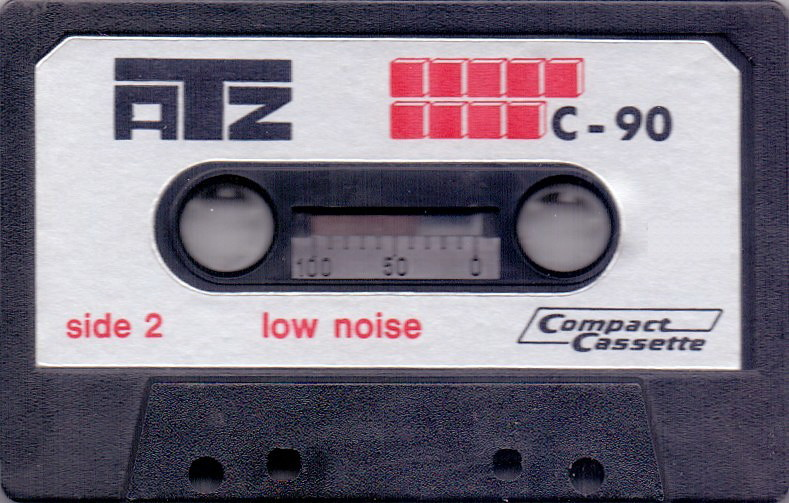 ATZ
C-90
100 50 0
side 2 low noise
Compact
Cassette